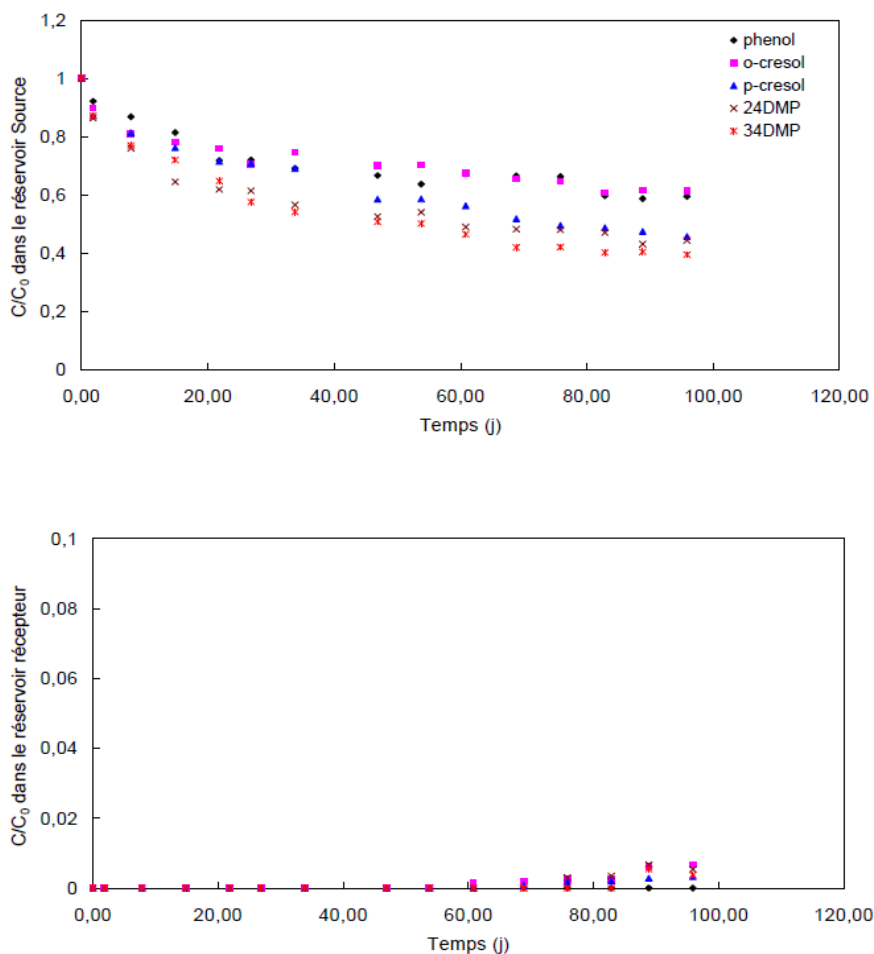 1,2
1
0,8
0,6
0,4
0,2
0
C/C0 dans le réservoir Source
phenol
o-cresol
p-cresol
24DMP
34DMP
0,00 20,00 40,00 60,00 80,00 100,00 120,00
Temps (j)
0,1
0,08
0,06
0,04
0,02
0
C/C0 dans le réservoir récepteur
0,00 20,00 40,00 60,00 80,00 100,00 120,00
Temps (j)